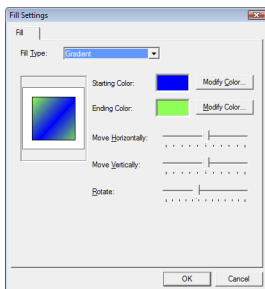 Fill Settings
Fill
Fill Type: Gradient
Starting Color: Modify Color...
Ending Color: Modify Color...
Move Horizontally:
Move Vertically:
Rotate:
OK Cancel